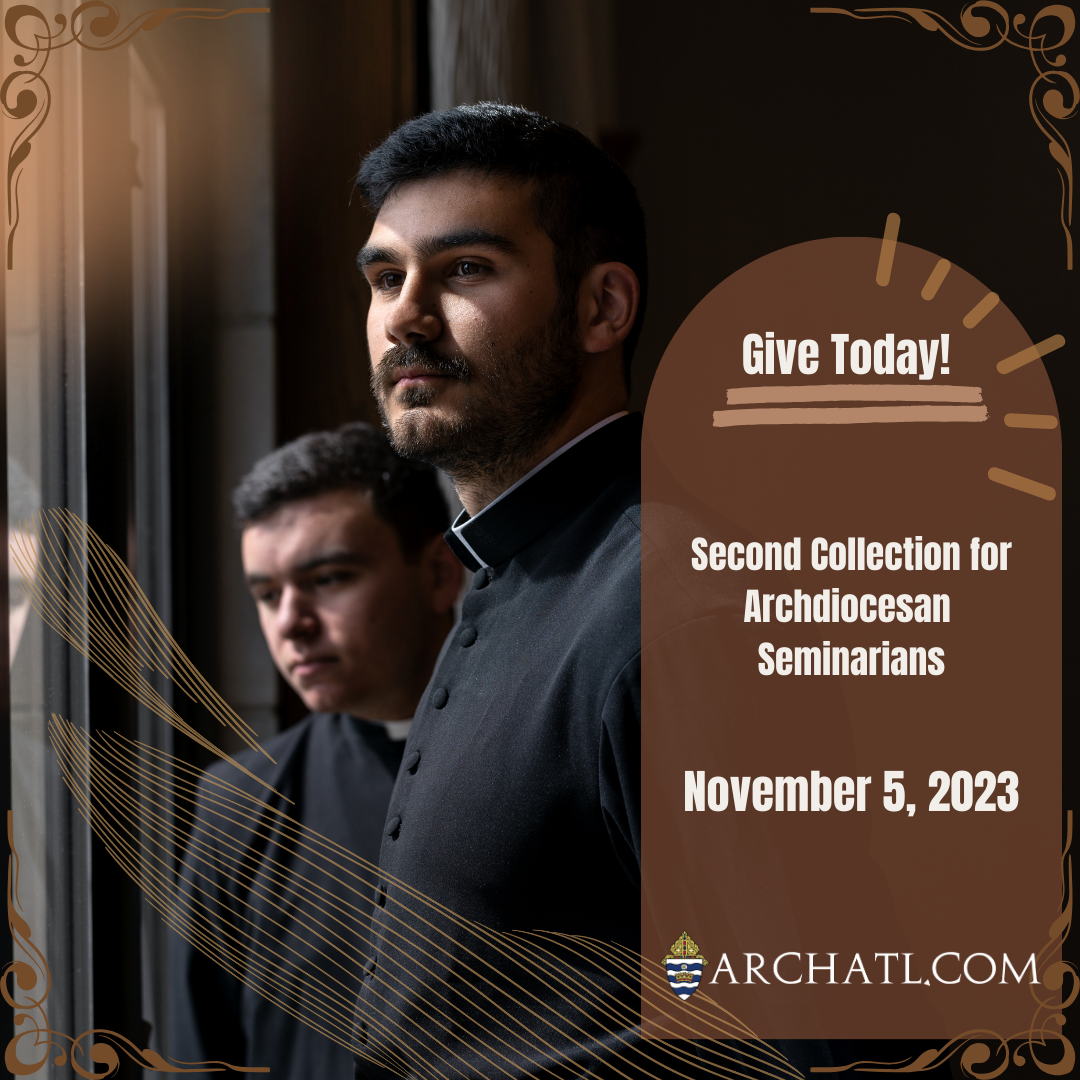 Give Today!
Second Collection for
Archdiocesan
Seminarians
November 5, 2023
ARCHATL.COM